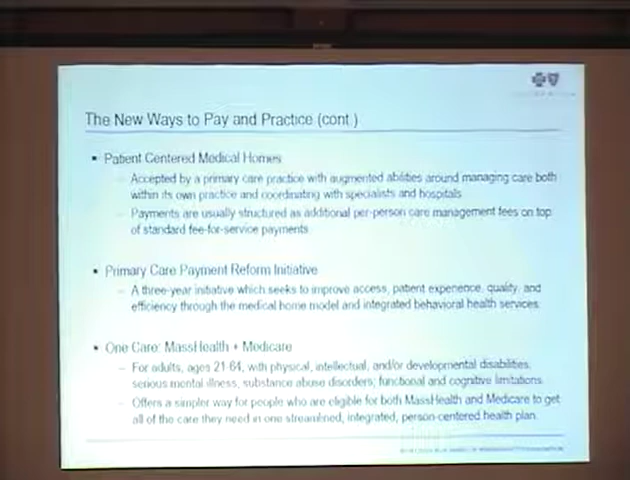 The New Ways to Pay and Practice (cont.)
▪ Patient Centered Medical Homes
– Accepted by a primary care practice with augmented abilities around managing care both
within its own practice and coordinating with specialists and hospitals
– Payments are usually structured as additional per-person care management fees on top
of standard fee-for-service payments
▪ Primary Care Payment Reform Initiative
– A three-year initiative which seeks to improve access, patient experience, quality, and
efficiency through the medical home model and integrated behavioral health services.
▪ One Care: MassHealth + Medicare
– For adults, ages 21-64, with physical, intellectual, and/or developmental disabilities;
serious mental illness; substance abuse disorders; functional and cognitive limitations.
– Offers a simpler way for people who are eligible for both MassHealth and Medicare to get
all of the care they need in one streamlined, integrated, person-centered health plan.